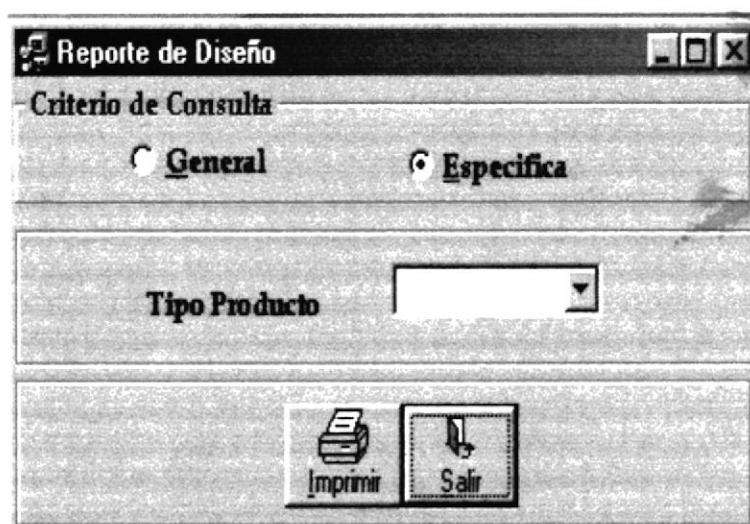 Reporte de Diseño
Criterio de Consulta
General Especifica
Tipo Producto
Imprimir Salir